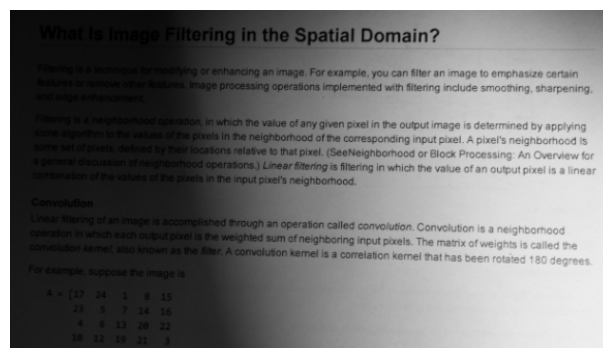 What Is Image Filtering in the Spatial Domain?
Filtering is a technique for modifying or enhancing an image. For example, you can filter an image to emphasize certain
features or remove other features. Image processing operations implemented with filtering include smoothing, sharpening,
and edge enhancement.
Filtering is a neighborhood operation, in which the value of any given pixel in the output image is determined by applying
some algorithm to the values of the pixels in the neighborhood of the corresponding input pixel. A pixel's neighborhood is
some set of pixels, defined by their locations relative to that pixel. (SeeNeighborhood or Block Processing: An Overview for
a general discussion of neighborhood operations.) Linear filtering is filtering in which the value of an output pixel is a linear
combination of the values of the pixels in the input pixel's neighborhood.
Convolution
Linear filtering of an image is accomplished through an operation called convolution. Convolution is a neighborhood
operation in which each output pixel is the weighted sum of neighboring input pixels. The matrix of weights is called the
convolution kernel, also known as the filter. A convolution kernel is a correlation kernel that has been rotated 180 degrees.
For example, suppose the image is
A = [17 24 1 8 15
23 5 7 14 16
4 6 13 20 22
10 12 19 21 3